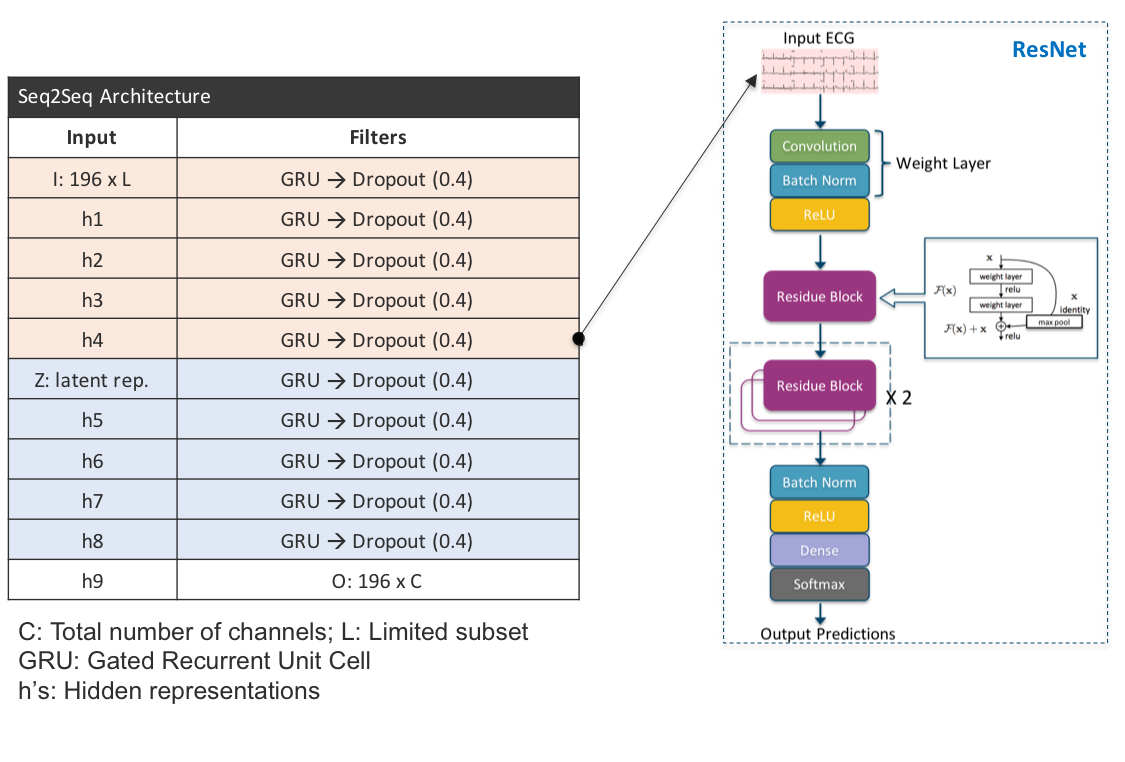 Seq2Seq Architecture
Input Filters
I: 196 x L GRU → Dropout (0.4)
h1 GRU → Dropout (0.4)
h2 GRU → Dropout (0.4)
h3 GRU → Dropout (0.4)
h4 GRU → Dropout (0.4)
Z: latent rep. GRU → Dropout (0.4)
h5 GRU → Dropout (0.4)
h6 GRU → Dropout (0.4)
h7 GRU → Dropout (0.4)
h8 GRU → Dropout (0.4)
h9 O: 196 x C
C: Total number of channels; L: Limited subset
GRU: Gated Recurrent Unit Cell
h's: Hidden representations
ResNet
Input ECG
Convolution
Batch Norm
Weight Layer
ReLU
Residue Block
x
weight layer
F(x)
relu
weight layer
x
identity
max pool
F(x) + x
relu
Residue Block
X 2
Batch Norm
ReLU
Dense
Softmax
Output Predictions